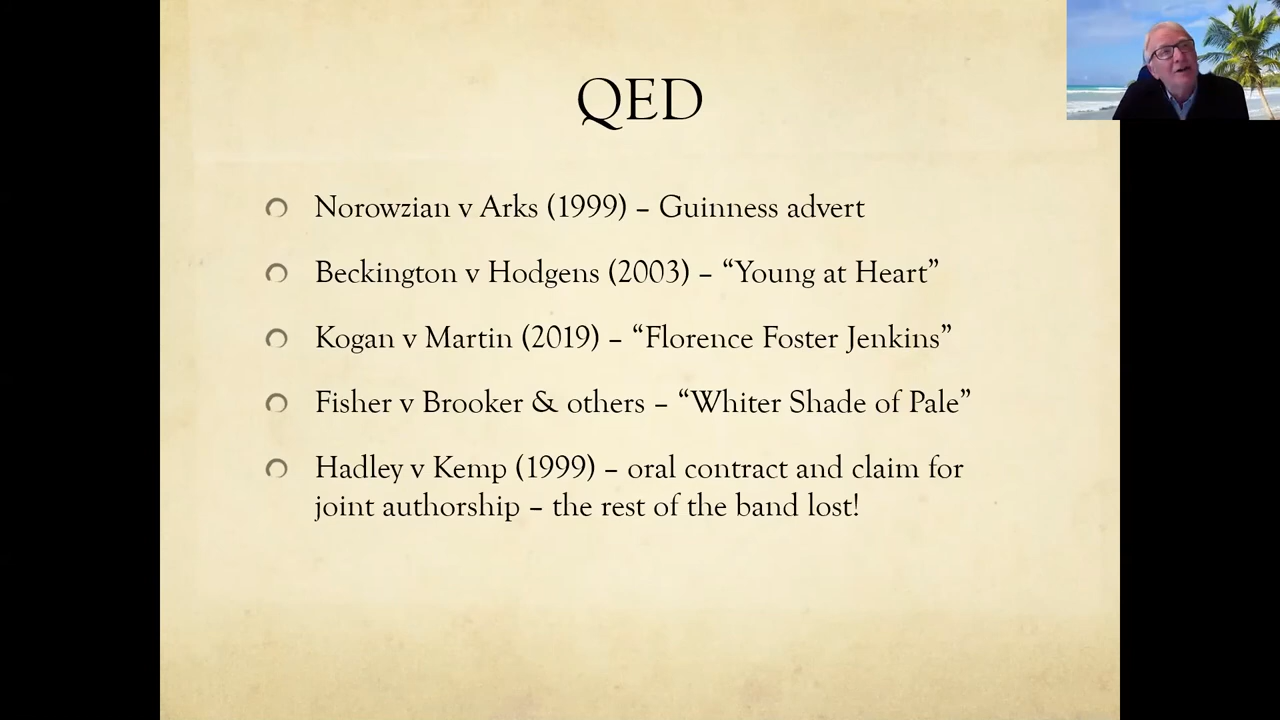 QED
Norowzian v Arks (1999) – Guinness advert
Beckington v Hodgens (2003) – “Young at Heart”
Kogan v Martin (2019) – “Florence Foster Jenkins”
Fisher v Brooker & others – “Whiter Shade of Pale”
Hadley v Kemp (1999) – oral contract and claim for
joint authorship – the rest of the band lost!